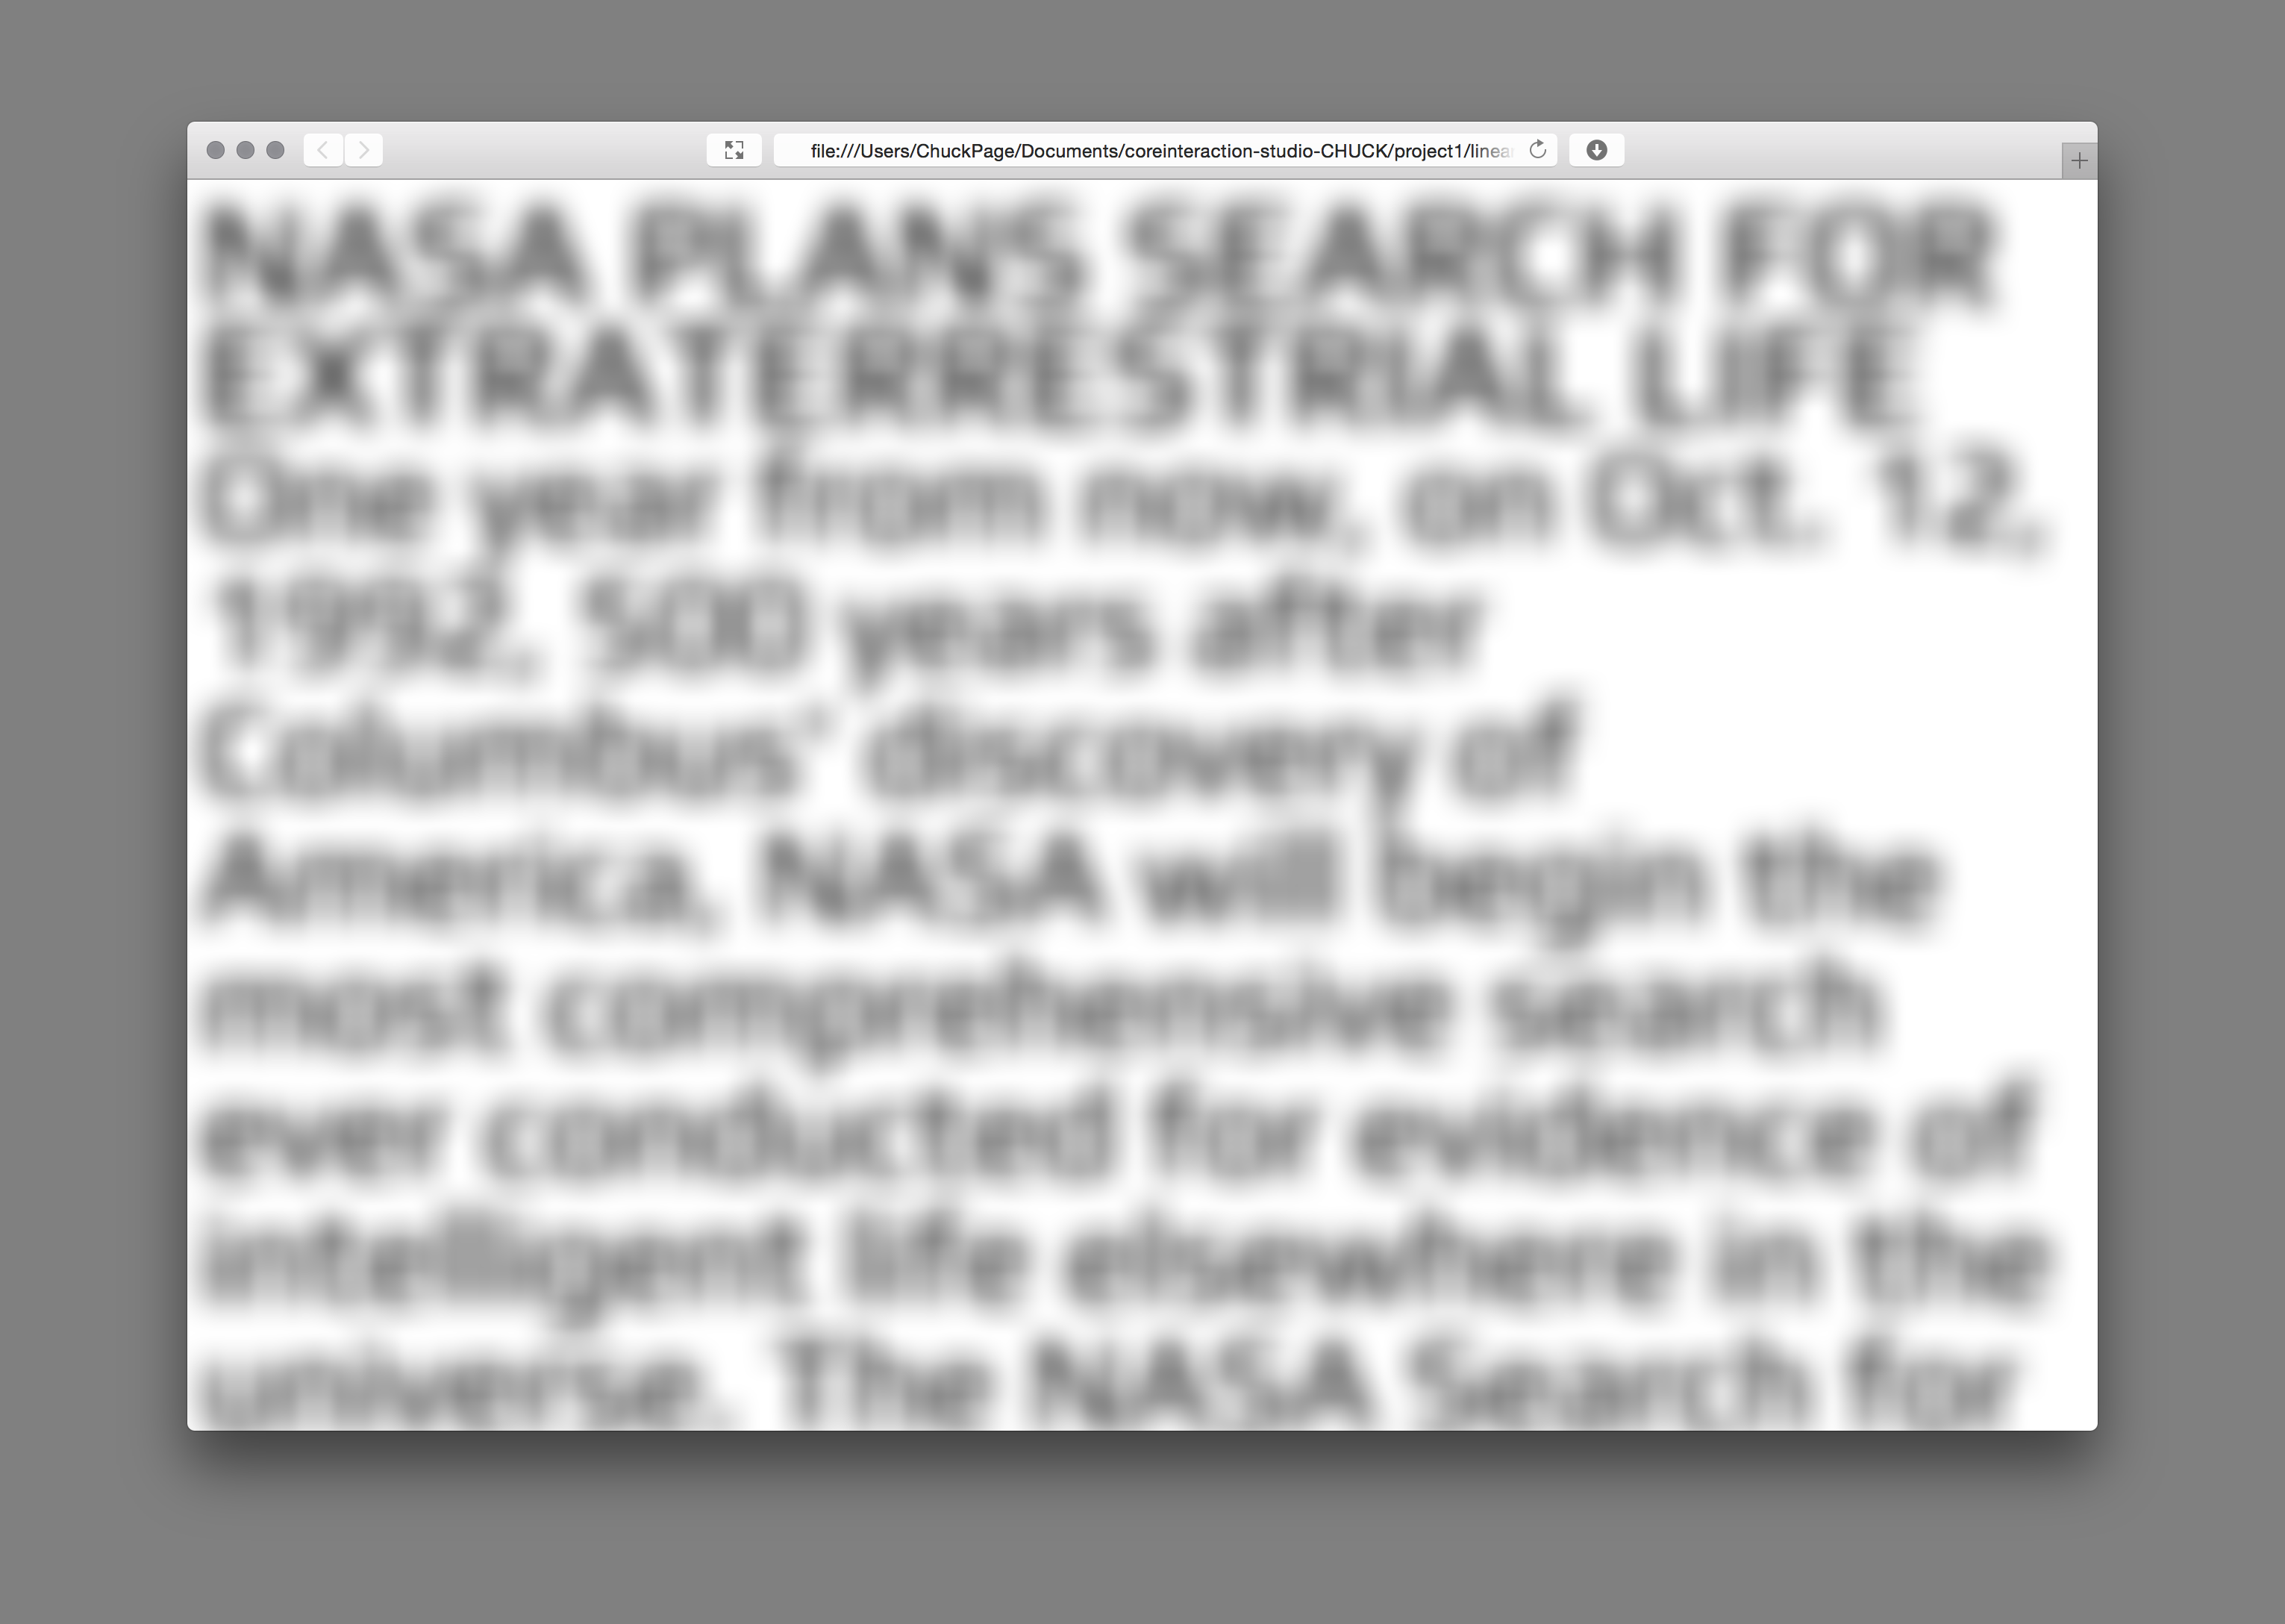 file:///Users/ChuckPage/Documents/coreinteraction-studio-CHUCK/project1/linea
NASA PLANS SEARCH FOR
EXTRATERRESTRIAL LIFE
One year from now, on Oct. 12,
1992, 500 years after
Columbus' discovery of
America, NASA will begin the
most comprehensive search
ever conducted for evidence of
intelligent life elsewhere in the
universe. The NASA Search for